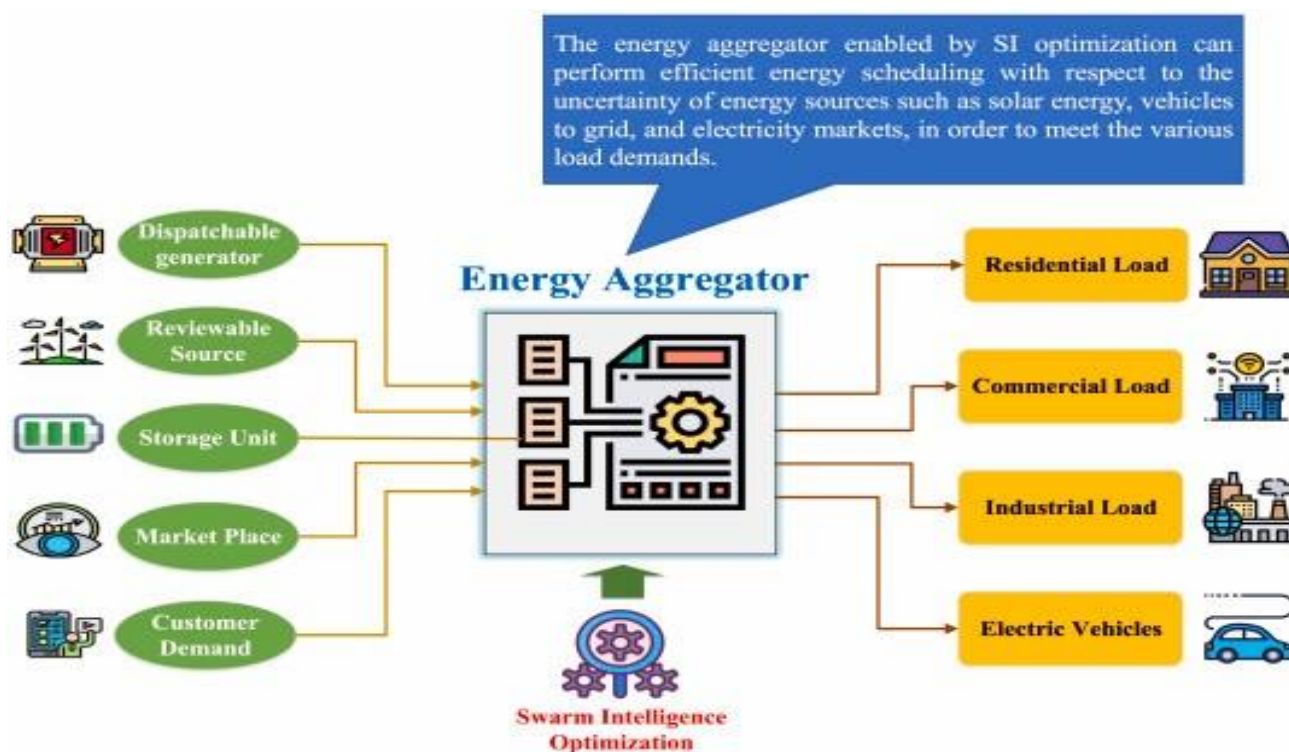 The energy aggregator enabled by SI optimization can
perform efficient energy scheduling with respect to the
uncertainty of energy sources such as solar energy, vehicles
to grid, and electricity markets, in order to meet the various
load demands.
Energy Aggregator
Dispatchable
generator
Reviewable
Source
Storage Unit
Market Place
Customer
Demand
Residential Load
Commercial Load
Industrial Load
Electric Vehicles
Swarm Intelligence
Optimization